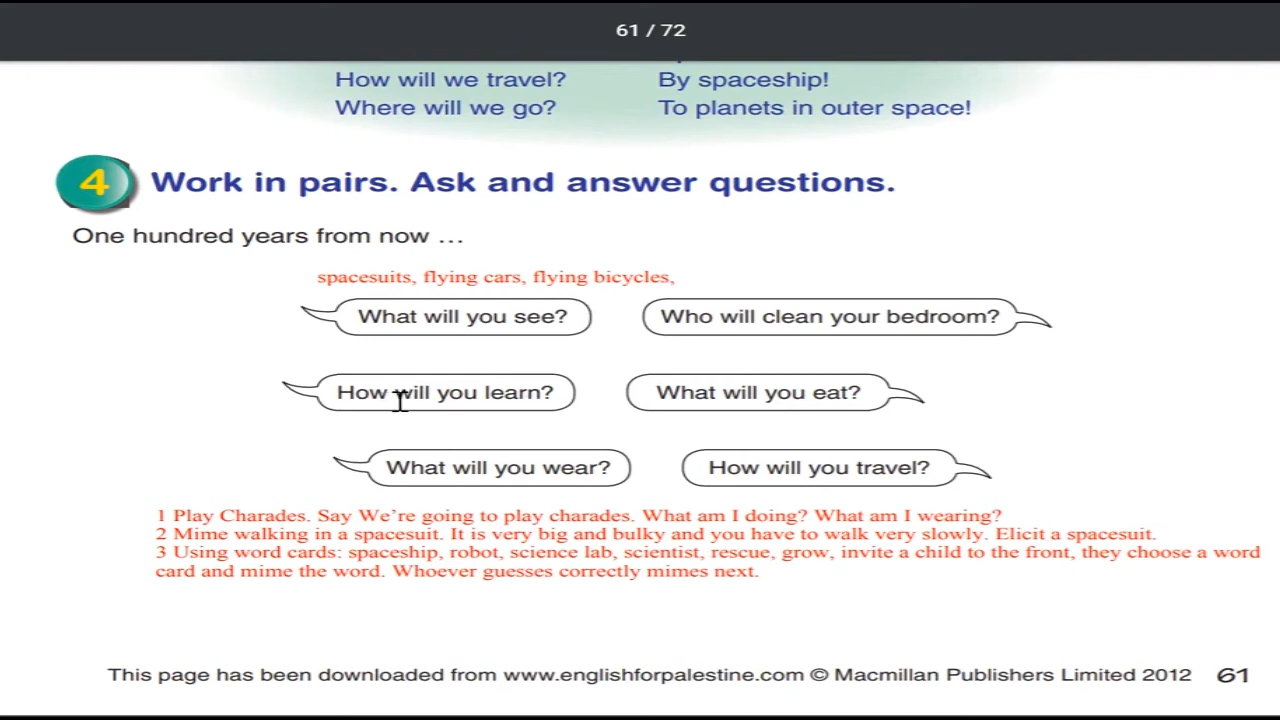 61 / 72
How will we travel? By spaceship!
Where will we go? To planets in outer space!
4 Work in pairs. Ask and answer questions.
One hundred years from now ...
spacesuits, flying cars, flying bicycles,
What will you see? Who will clean your bedroom?
How will you learn? What will you eat?
What will you wear? How will you travel?
1 Play Charades. Say We're going to play charades. What am I doing? What am I wearing?
2 Mime walking in a spacesuit. It is very big and bulky and you have to walk very slowly. Elicit a spacesuit.
3 Using word cards: spaceship, robot, science lab, scientist, rescue, grow, invite a child to the front, they choose a word
card and mime the word. Whoever guesses correctly mimes next.
This page has been downloaded from www.englishforpalestine.com © Macmillan Publishers Limited 2012 61